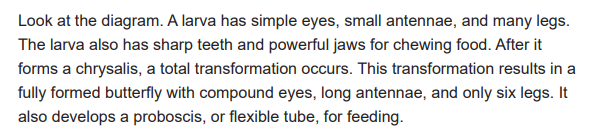 Look at the diagram. A larva has simple eyes, small antennae, and many legs.
The larva also has sharp teeth and powerful jaws for chewing food. After it
forms a chrysalis, a total transformation occurs. This transformation results in a
fully formed butterfly with compound eyes, long antennae, and only six legs. It
also develops a proboscis, or flexible tube, for feeding.